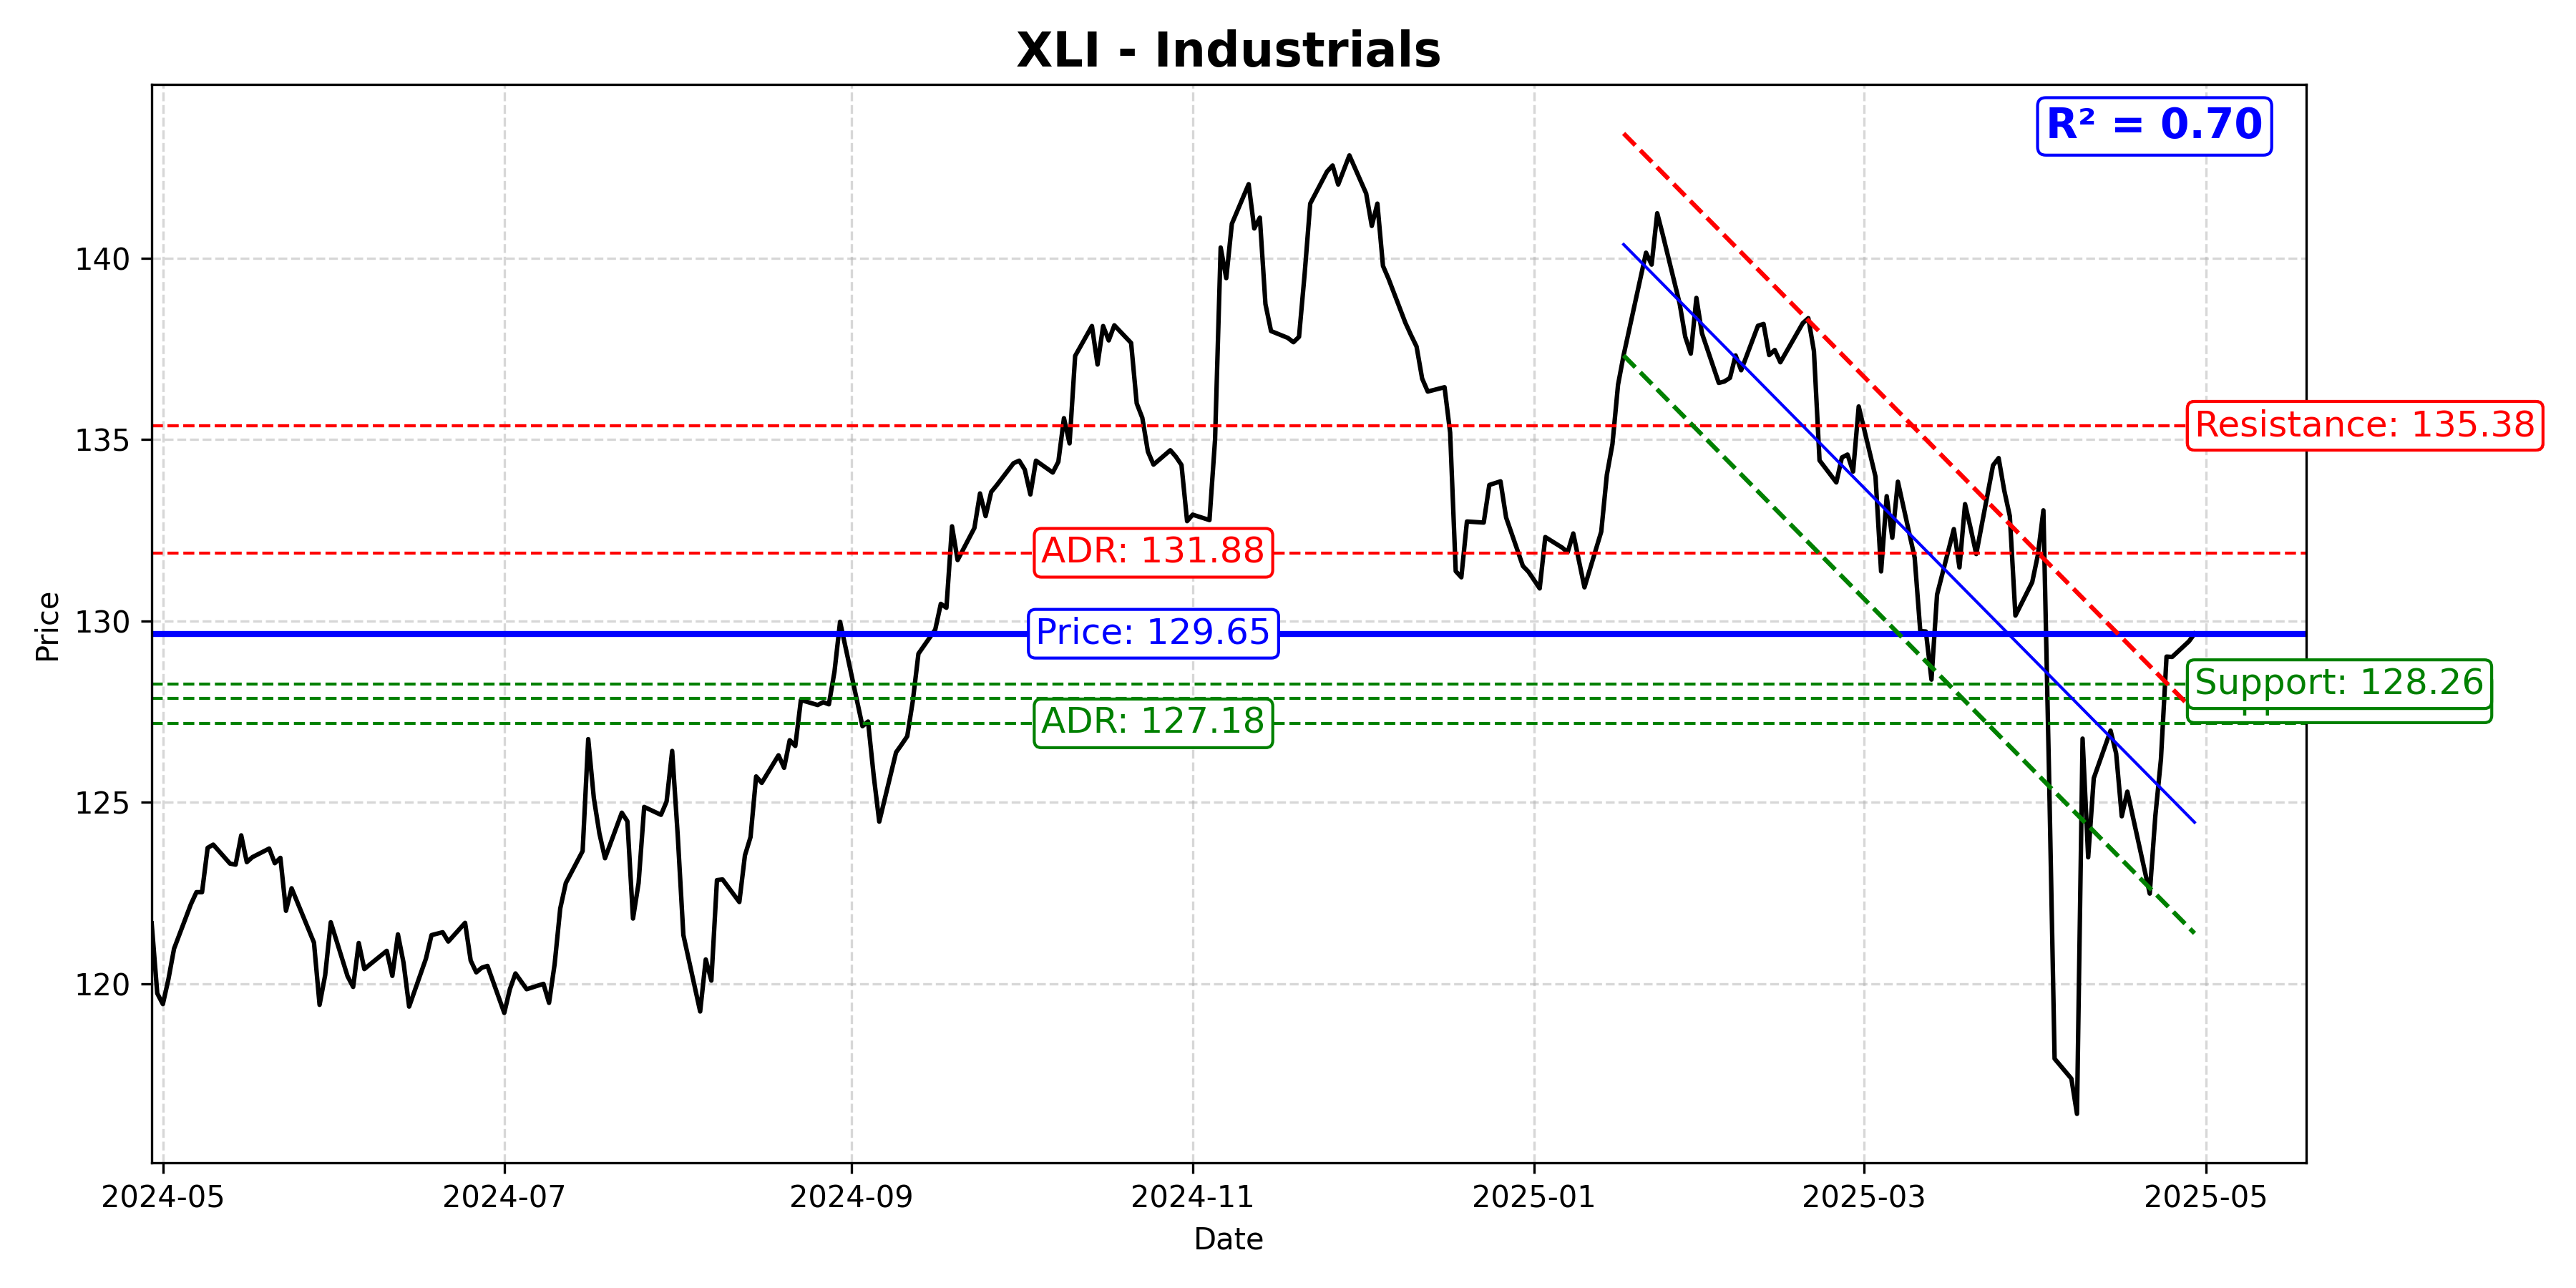 XLI - Industrials
R² = 0.70
140
135
130
125
120
Price
Resistance: 135.38
ADR: 131.88
Price: 129.65
Support: 128.26
ADR: 127.18
2024-05
2024-07
2024-09
2024-11
2025-01
2025-03
2025-05
Date